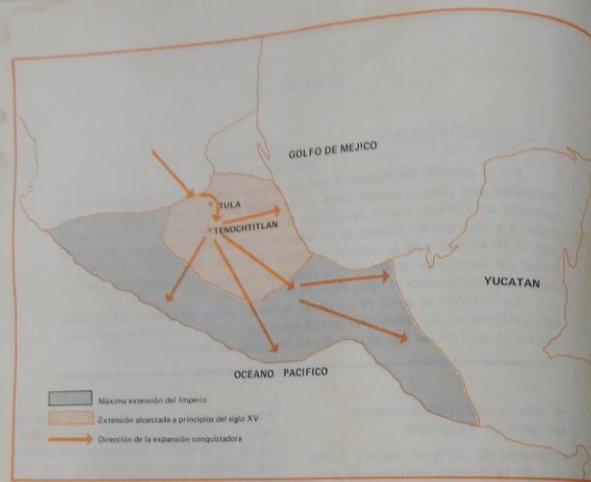 GOLFO DE MEJICO
TULA
TENOCHTITLAN
YUCATAN
OCEANO PACIFICO
Máxima extensión del Imperio
Extensión alcanzada a principios del siglo XV
Dirección de la expansión conquistadora